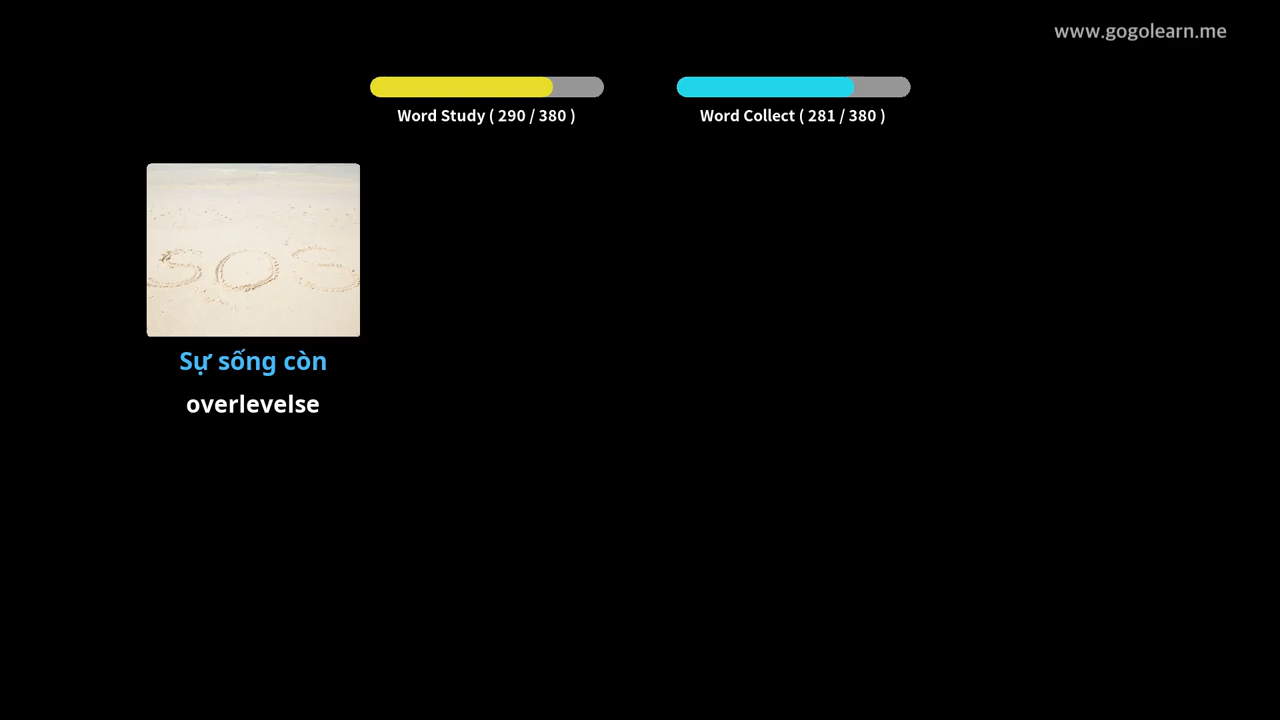 www.gogolearn.me
Word Study ( 290 / 380 )
Word Collect ( 281 / 380 )
SOS
Sự sống còn
overlevelse